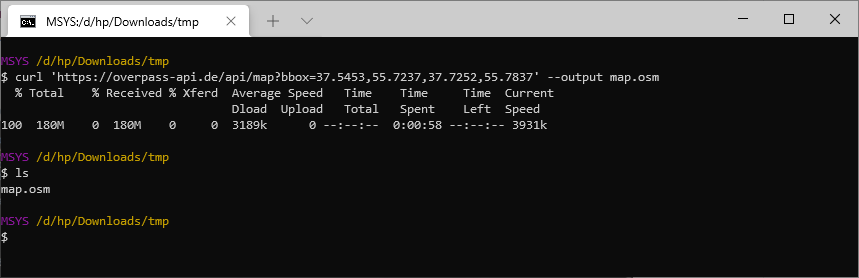 MSYS:/d/hp/Downloads/tmp
MSYS /d/hp/Downloads/tmp
$ curl 'https://overpass-api.de/api/map?bbox=37.5453,55.7237,37.7252,55.7837' --output map.osm
  % Total    % Received % Xferd  Average Speed   Time    Time     Time  Current
                                 Dload  Upload   Total   Spent    Left  Speed
100  180M    0  180M    0     0  3189k      0 --:--:--  0:00:58 --:--:-- 3931k
MSYS /d/hp/Downloads/tmp
$ ls
map.osm
MSYS /d/hp/Downloads/tmp
$